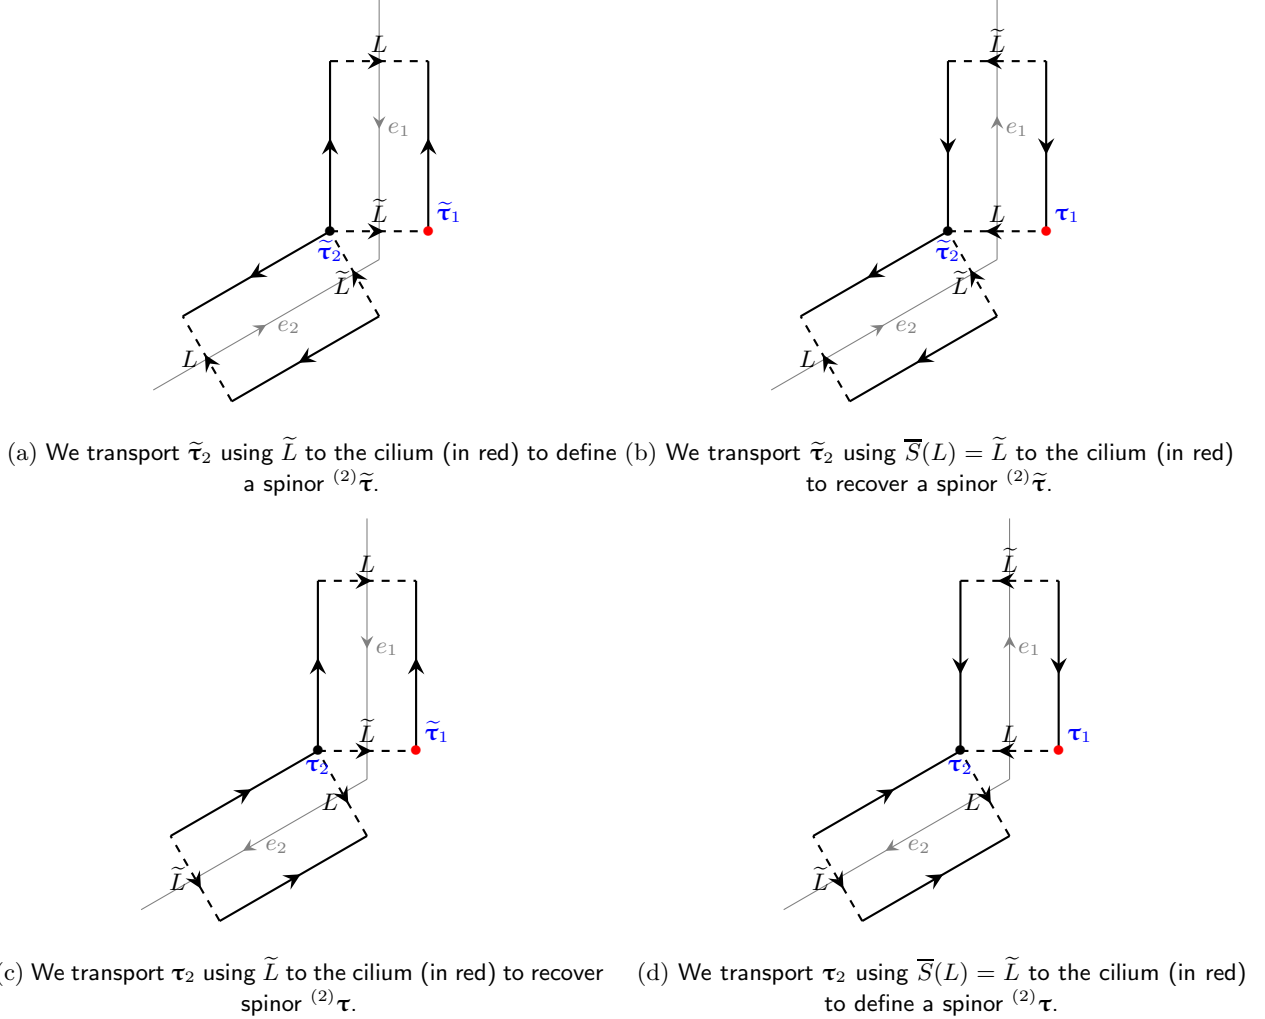 L L̃
e₁ e₁
L̃ τ̃₁ L τ₁
τ̃₂ τ̃₂
L̃ L̃
e₂ e₂
L L
(a) We transport τ̃₂ using L̃ to the cilium (in red) to define
a spinor ⁽²⁾τ̃.
(b) We transport τ̃₂ using S̅(L) = L̃ to the cilium (in red)
to recover a spinor ⁽²⁾τ̃.
L L̃
e₁ e₁
L̃ τ̃₁ L τ₁
τ₂ τ₂
L L
e₂ e₂
L̃ L̃
(c) We transport τ₂ using L̃ to the cilium (in red) to recover
spinor ⁽²⁾τ.
(d) We transport τ₂ using S̅(L) = L̃ to the cilium (in red)
to define a spinor ⁽²⁾τ.